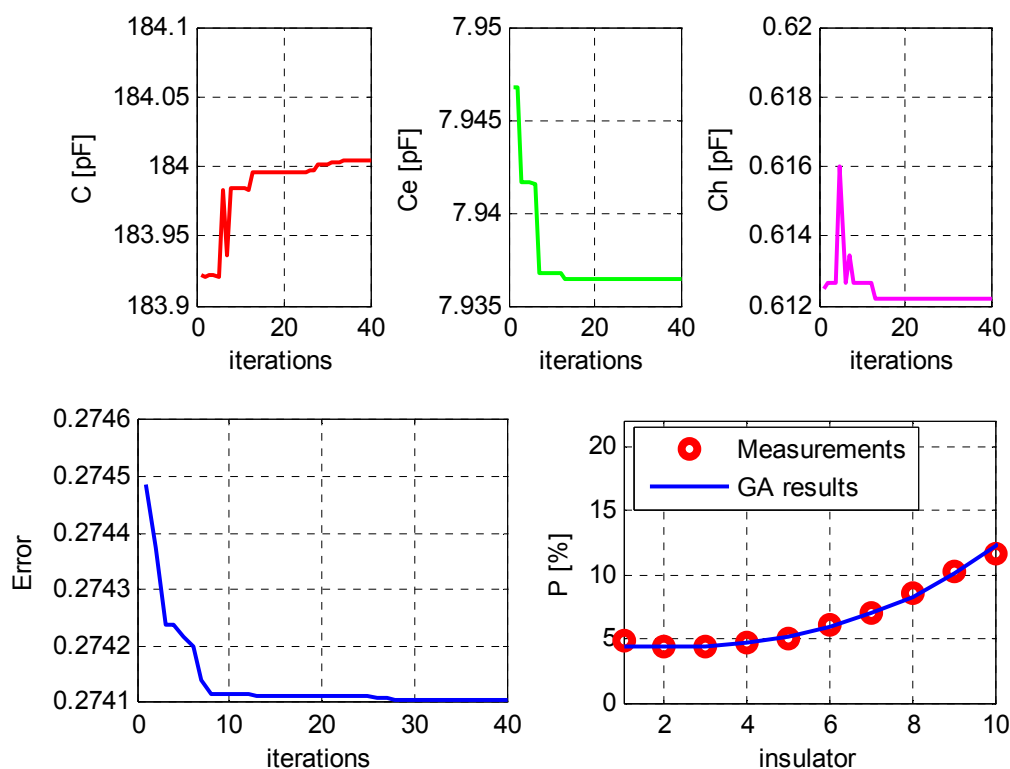 184.1
184.05
184
183.95
183.9
C [pF]
0 20 40
iterations
7.95
7.945
7.94
7.935
Ce [pF]
0 20 40
iterations
0.62
0.618
0.616
0.614
0.612
Ch [pF]
0 20 40
iterations
0.2746
0.2745
0.2744
0.2743
0.2742
0.2741
Error
0 10 20 30 40
iterations
20
15
10
5
0
P [%]
Measurements
GA results
2 4 6 8 10
insulator